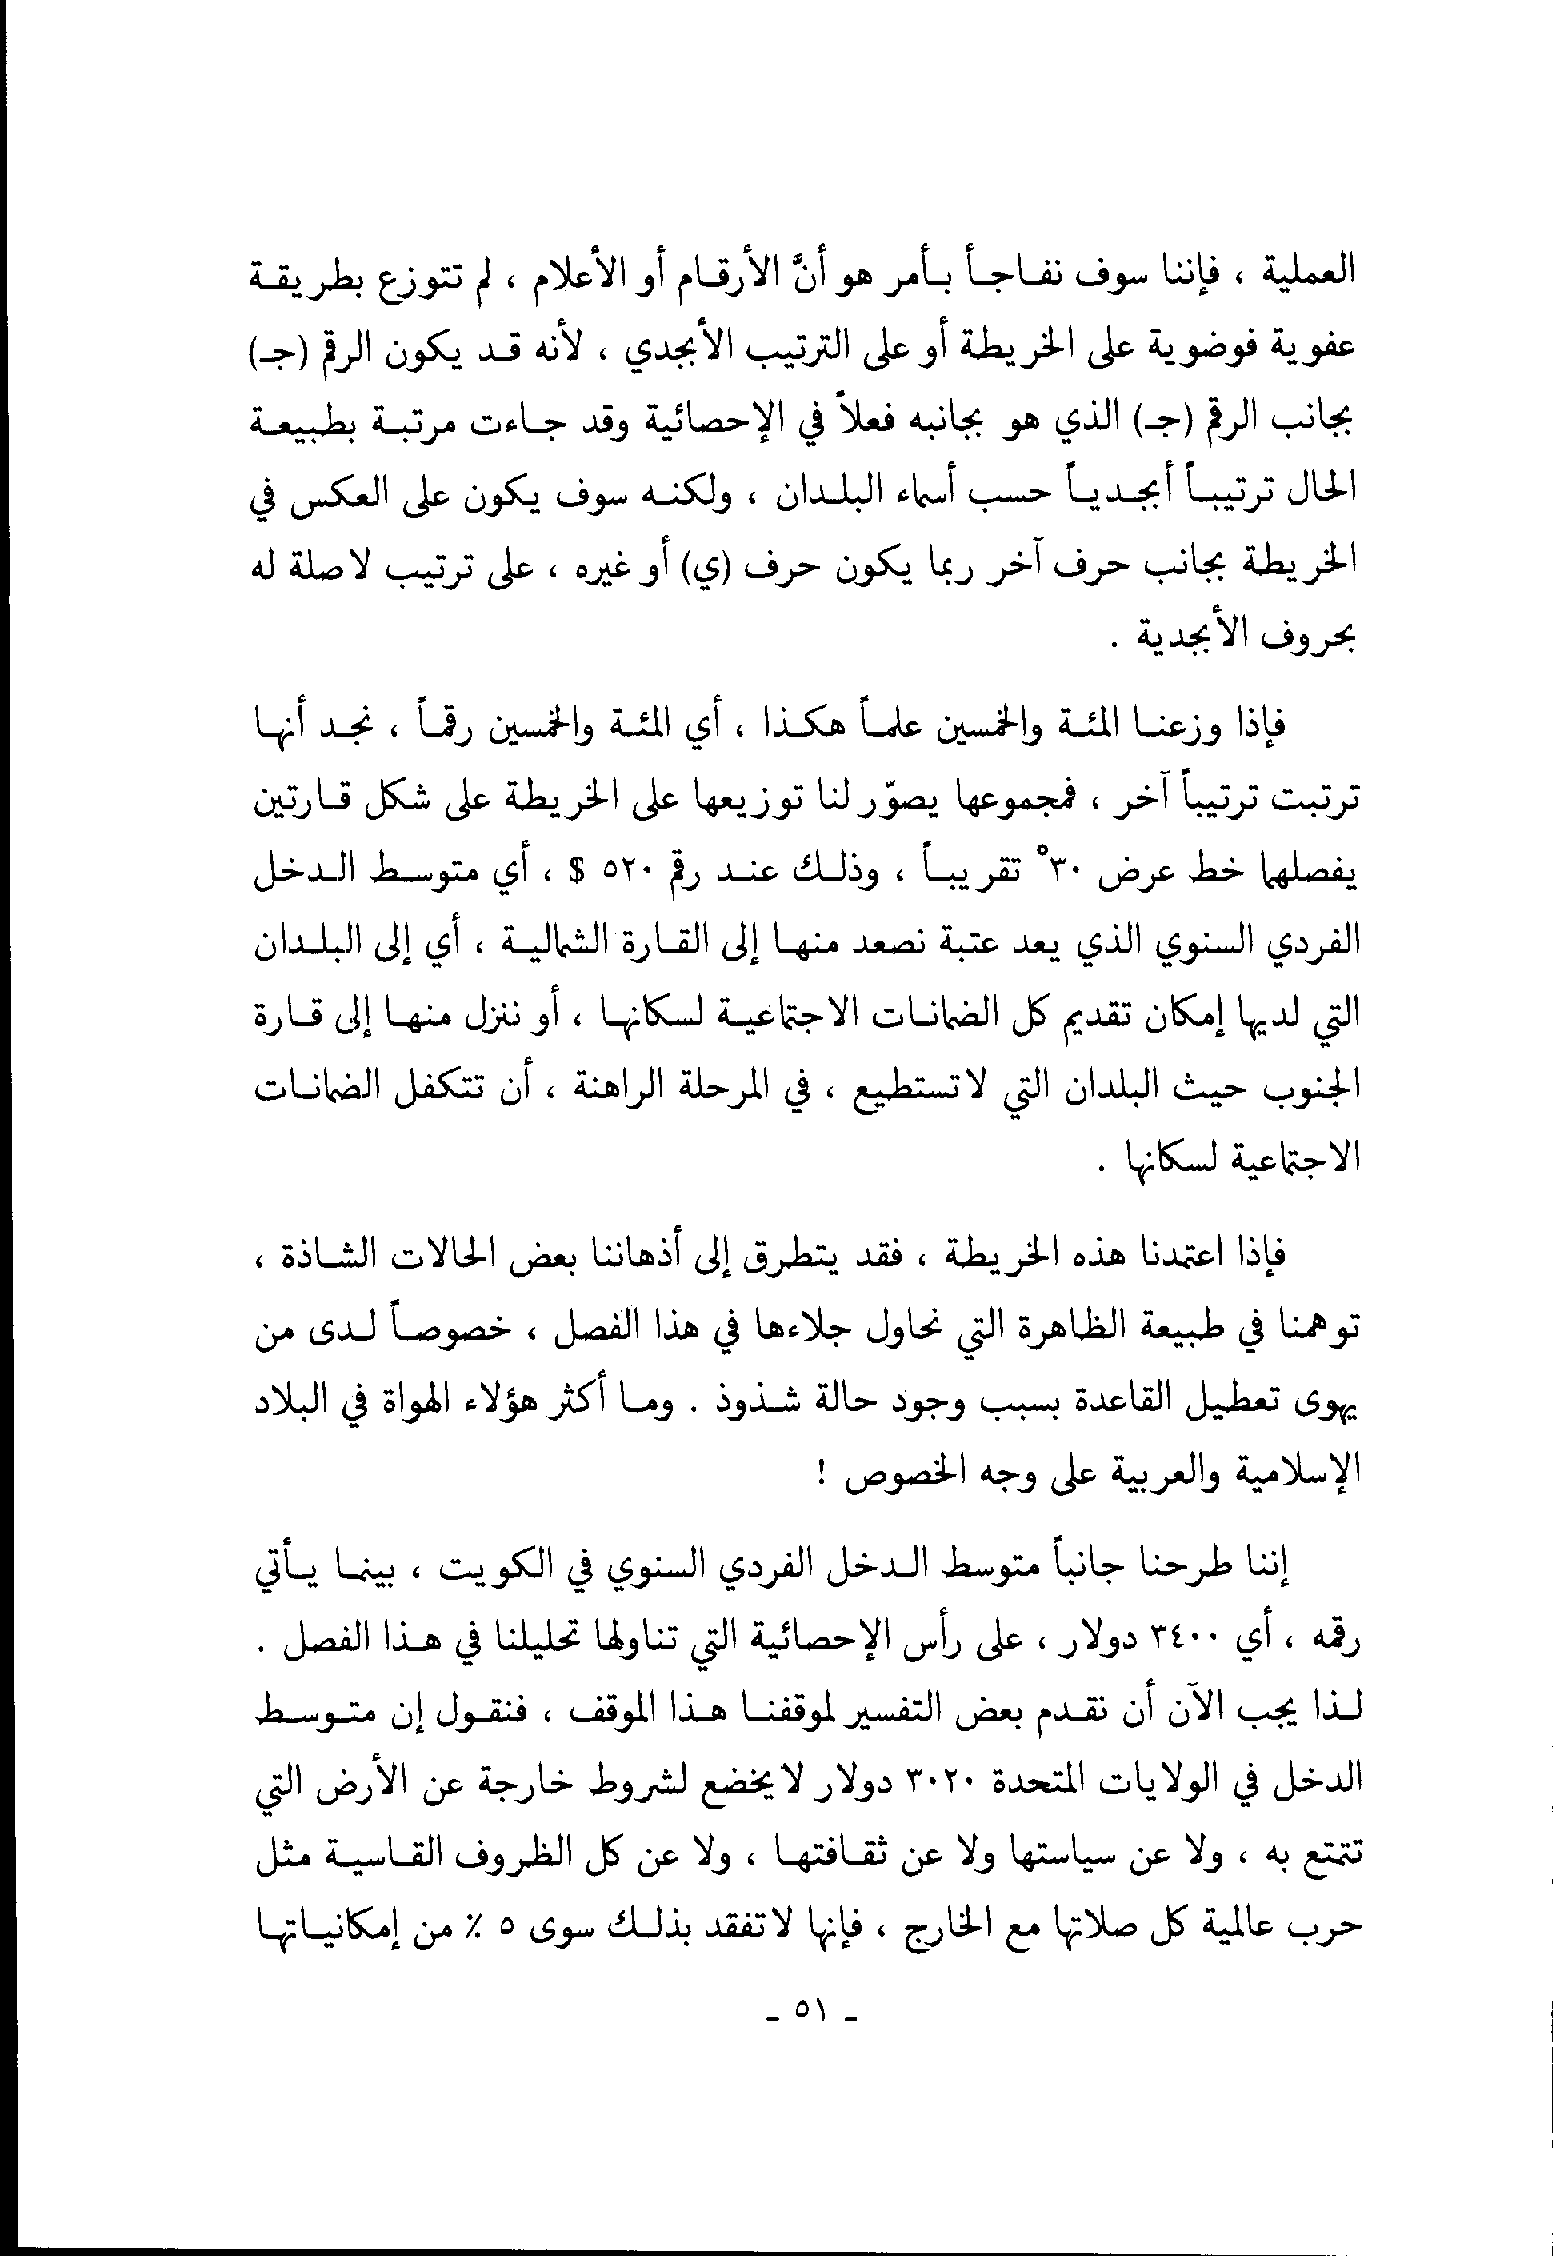 العملية ، فإننا سوف نفاجأ بأمر هو أنَّ الأرقام أو الأعلام ، لم تتوزع بطريقة
عفوية فوضوية على الخريطة أو على الترتيب الأبجدي ، لأنه قد يكون الرقم (جـ)
بجانب الرقم (جـ) الذي هو بجانبه فعلاً في الإحصائية وقد جاءت مرتبة بطبيعة
الحال ترتيباً أبجدياً حسب أسماء البلدان ، ولكنه سوف يكون على العكس في
الخريطة بجانب حرف آخر ربما يكون حرف (ي) أو غيره ، على ترتيب لاصلة له
بحروف الأبجدية .
فإذا وزعنا المئة والخمسين علماً هكذا ، أي المئة والخمسين رقماً ، نجد أنها
ترتبت ترتيباً آخر ، فمجموعها يصوّر لنا توزيعها على الخريطة على شكل قارتين
يفصلها خط عرض ٣٠° تقريباً ، وذلك عند رقم ٥٢٠ $ ، أي متوسط الدخل
الفردي السنوي الذي يعد عتبة نصعد منها إلى القارة الشمالية ، أي إلى البلدان
التي لديها إمكان تقديم كل الضمانات الاجتماعية لسكانها ، أو ننزل منها إلى قارة
الجنوب حيث البلدان التي لاتستطيع ، في المرحلة الراهنة ، أن تتكفل الضمانات
الاجتماعية لسكانها .
فإذا اعتمدنا هذه الخريطة ، فقد يتطرق إلى أذهاننا بعض الحالات الشاذة ،
توهمنا في طبيعة الظاهرة التي نحاول جلاءها في هذا الفصل ، خصوصاً لدى من
يهوى تعطيل القاعدة بسبب وجود حالة شذوذ . وما أكثر هؤلاء الهواة في البلاد
الإسلامية والعربية على وجه الخصوص !
إننا طرحنا جانباً متوسط الدخل الفردي السنوي في الكويت ، بينما يأتي
رقمه ، أي ٣٤٠٠ دولار ، على رأس الإحصائية التي تناولها تحليلنا في هذا الفصل .
لذا يجب الآن أن نقدم بعض التفسير لموقفنا هذا الموقف ، فنقول إن متوسط
الدخل في الولايات المتحدة ٣٠٢٠ دولار لايخضع لشروط خارجة عن الأرض التي
تتمتع به ، ولا عن سياستها ولا عن ثقافتها ، ولا عن كل الظروف القاسية مثل
حرب عالمية كل صلاتها مع الخارج ، فإنها لاتفقد بذلك سوى ٥ ٪ من إمكانياتها
ـ ٥١ ـ